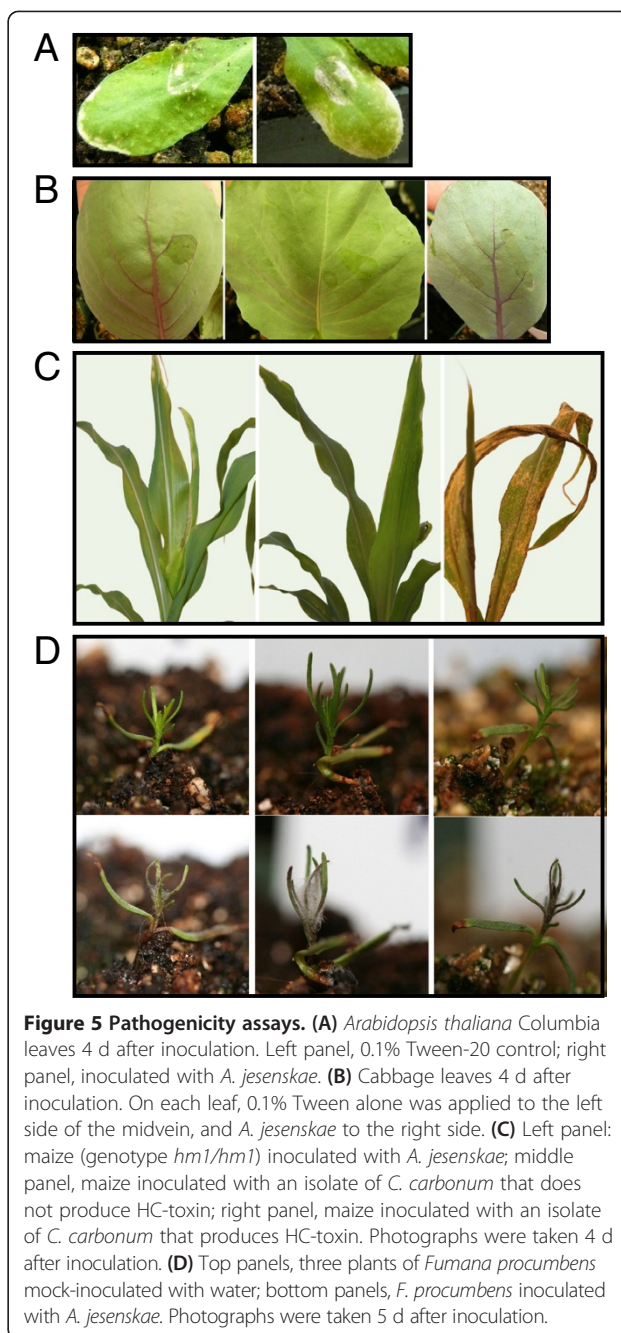 A
B
C
D
Figure 5 Pathogenicity assays. (A) Arabidopsis thaliana Columbia
leaves 4 d after inoculation. Left panel, 0.1% Tween-20 control; right
panel, inoculated with A. jesenskae. (B) Cabbage leaves 4 d after
inoculation. On each leaf, 0.1% Tween alone was applied to the left
side of the midvein, and A. jesenskae to the right side. (C) Left panel:
maize (genotype hm1/hm1) inoculated with A. jesenskae; middle
panel, maize inoculated with an isolate of C. carbonum that does
not produce HC-toxin; right panel, maize inoculated with an isolate
of C. carbonum that produces HC-toxin. Photographs were taken 4 d
after inoculation. (D) Top panels, three plants of Fumana procumbens
mock-inoculated with water; bottom panels, F. procumbens inoculated
with A. jesenskae. Photographs were taken 5 d after inoculation.